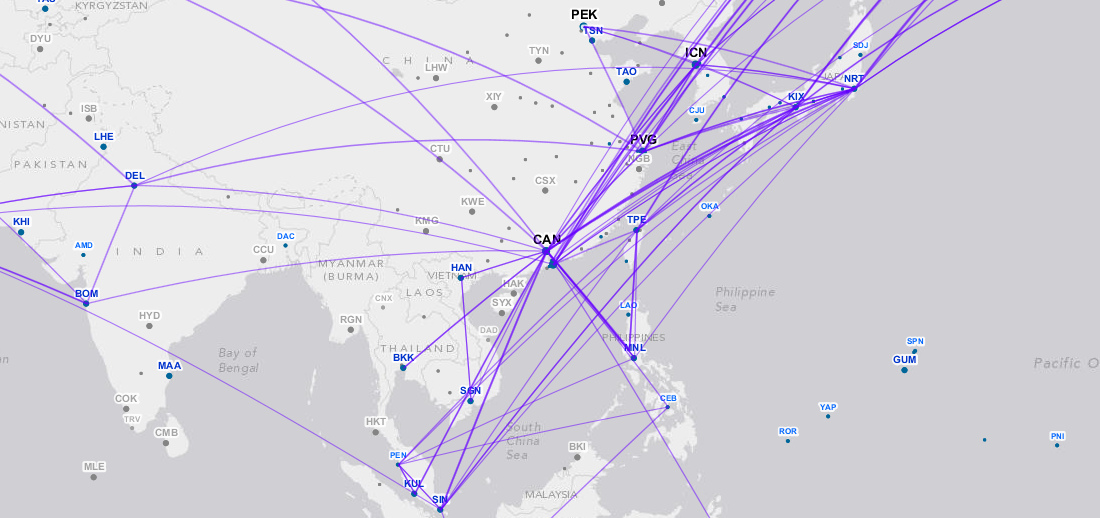 TAS
KYRGYZSTAN
PEK
TSN
DYU
TYN
ICN
SDJ
C H I N A
LHW
TAO
JAPAN
NRT
ISB
XIY
KIX
CJU
NISTAN
LHE
PVG
East
China
Sea
CTU
NGB
PAKISTAN
DEL
CSX
KWE
OKA
KHI
KMG
TPE
AMD
DAC
CAN
I N D I A
CCU
MYANMAR
(BURMA)
HAN
VIETNAM
LAOS
HAK
BOM
CNX
SYX
Philippine
Sea
LAO
HYD
RGN
DAD
PHILIPPINES
THAILAND
MNL
SPN
Bay of
Bengal
BKK
GUM
an
MAA
Pacific O
SGN
COK
CEB
YAP
TRV
HKT
CMB
South
China
Sea
ROR
PNI
BKI
PEN
MLE
KUL
MALAYSIA
SIN